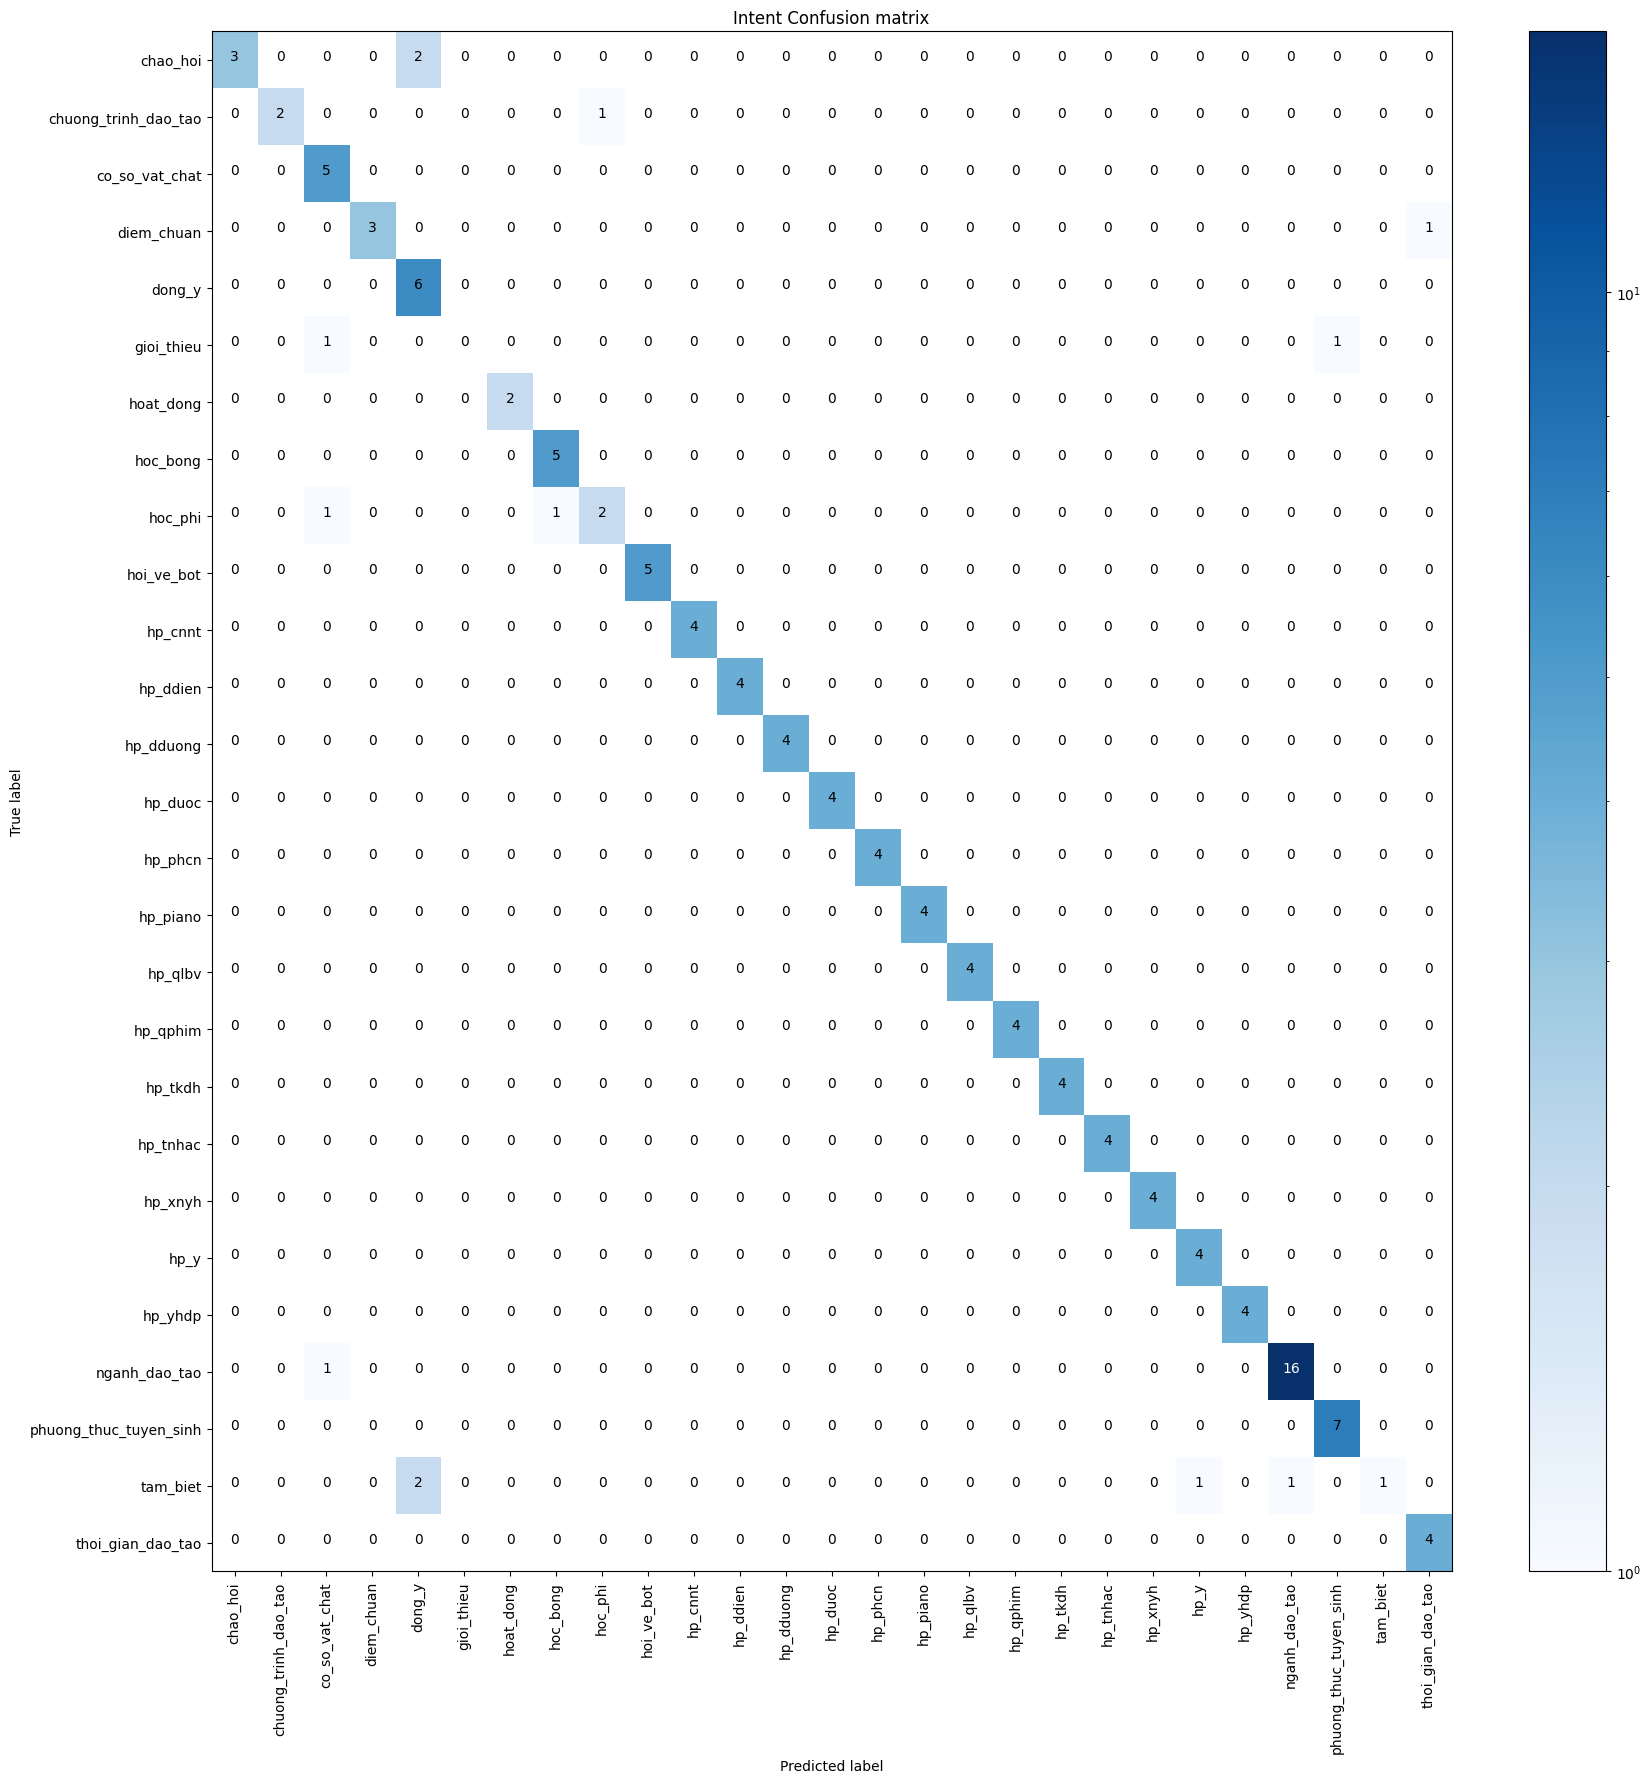 Intent Confusion matrix
True label
chao_hoi 3 0 0 0 2 0 0 0 0 0 0 0 0 0 0 0 0 0 0 0 0 0 0 0 0 0 0
chuong_trinh_dao_tao 0 2 0 0 0 0 0 0 1 0 0 0 0 0 0 0 0 0 0 0 0 0 0 0 0 0 0
co_so_vat_chat 0 0 5 0 0 0 0 0 0 0 0 0 0 0 0 0 0 0 0 0 0 0 0 0 0 0 0
diem_chuan 0 0 0 3 0 0 0 0 0 0 0 0 0 0 0 0 0 0 0 0 0 0 0 0 0 0 1
dong_y 0 0 0 0 6 0 0 0 0 0 0 0 0 0 0 0 0 0 0 0 0 0 0 0 0 0 0
gioi_thieu 0 0 1 0 0 0 0 0 0 0 0 0 0 0 0 0 0 0 0 0 0 0 0 0 1 0 0
hoat_dong 0 0 0 0 0 0 2 0 0 0 0 0 0 0 0 0 0 0 0 0 0 0 0 0 0 0 0
hoc_bong 0 0 0 0 0 0 0 5 0 0 0 0 0 0 0 0 0 0 0 0 0 0 0 0 0 0 0
hoc_phi 0 0 1 0 0 0 0 1 2 0 0 0 0 0 0 0 0 0 0 0 0 0 0 0 0 0 0
hoi_ve_bot 0 0 0 0 0 0 0 0 0 5 0 0 0 0 0 0 0 0 0 0 0 0 0 0 0 0 0
hp_cnnt 0 0 0 0 0 0 0 0 0 0 4 0 0 0 0 0 0 0 0 0 0 0 0 0 0 0 0
hp_ddien 0 0 0 0 0 0 0 0 0 0 0 4 0 0 0 0 0 0 0 0 0 0 0 0 0 0 0
hp_dduong 0 0 0 0 0 0 0 0 0 0 0 0 4 0 0 0 0 0 0 0 0 0 0 0 0 0 0
hp_duoc 0 0 0 0 0 0 0 0 0 0 0 0 0 4 0 0 0 0 0 0 0 0 0 0 0 0 0
hp_phcn 0 0 0 0 0 0 0 0 0 0 0 0 0 0 4 0 0 0 0 0 0 0 0 0 0 0 0
hp_piano 0 0 0 0 0 0 0 0 0 0 0 0 0 0 0 4 0 0 0 0 0 0 0 0 0 0 0
hp_qlbv 0 0 0 0 0 0 0 0 0 0 0 0 0 0 0 0 4 0 0 0 0 0 0 0 0 0 0
hp_qphim 0 0 0 0 0 0 0 0 0 0 0 0 0 0 0 0 0 4 0 0 0 0 0 0 0 0 0
hp_tkdh 0 0 0 0 0 0 0 0 0 0 0 0 0 0 0 0 0 0 4 0 0 0 0 0 0 0 0
hp_tnhac 0 0 0 0 0 0 0 0 0 0 0 0 0 0 0 0 0 0 0 4 0 0 0 0 0 0 0
hp_xnyh 0 0 0 0 0 0 0 0 0 0 0 0 0 0 0 0 0 0 0 0 4 0 0 0 0 0 0
hp_y 0 0 0 0 0 0 0 0 0 0 0 0 0 0 0 0 0 0 0 0 0 4 0 0 0 0 0
hp_yhdp 0 0 0 0 0 0 0 0 0 0 0 0 0 0 0 0 0 0 0 0 0 0 4 0 0 0 0
nganh_dao_tao 0 0 1 0 0 0 0 0 0 0 0 0 0 0 0 0 0 0 0 0 0 0 0 16 0 0 0
phuong_thuc_tuyen_sinh 0 0 0 0 0 0 0 0 0 0 0 0 0 0 0 0 0 0 0 0 0 0 0 0 7 0 0
tam_biet 0 0 0 0 2 0 0 0 0 0 0 0 0 0 0 0 0 0 0 0 0 1 0 1 0 1 0
thoi_gian_dao_tao 0 0 0 0 0 0 0 0 0 0 0 0 0 0 0 0 0 0 0 0 0 0 0 0 0 0 4
chao_hoi
chuong_trinh_dao_tao
co_so_vat_chat
diem_chuan
dong_y
gioi_thieu
hoat_dong
hoc_bong
hoc_phi
hoi_ve_bot
hp_cnnt
hp_ddien
hp_dduong
hp_duoc
hp_phcn
hp_piano
hp_qlbv
hp_qphim
hp_tkdh
hp_tnhac
hp_xnyh
hp_y
hp_yhdp
nganh_dao_tao
phuong_thuc_tuyen_sinh
tam_biet
thoi_gian_dao_tao
Predicted label
10¹
10⁰